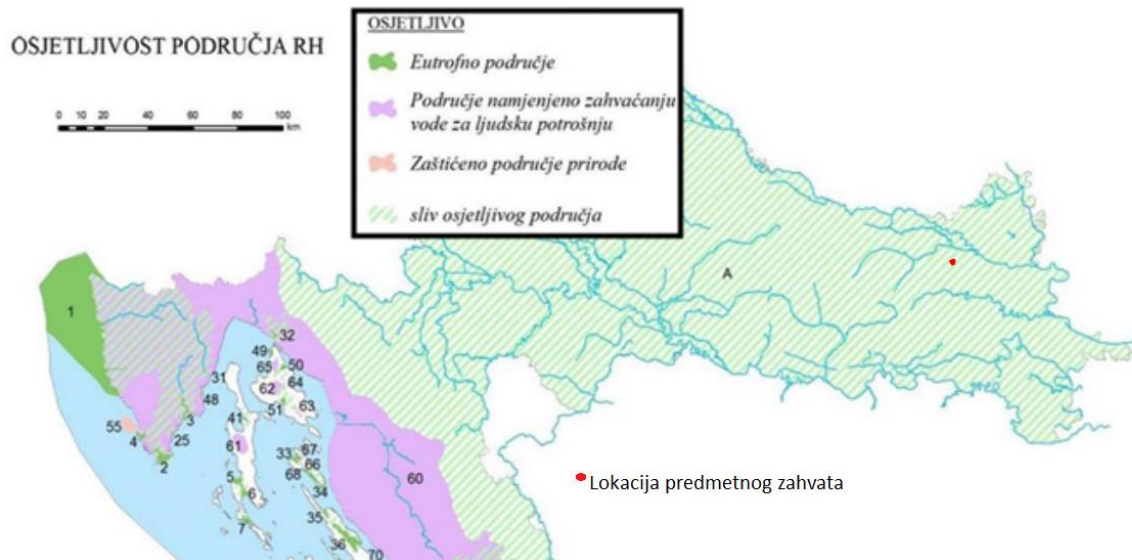 OSJETLJIVOST PODRUČJA RH
0 10 20 40 60 80 100
km
OSJETLJIVO
Eutrofno područje
Područje namjenjeno zahvaćanju
vode za ljudsku potrošnju
Zaštićeno područje prirode
sliv osjetljivog područja
A
1
32
49
65
50
31
62
64
48
51
63
3
41
55
4
25
61
2
33
67
66
68
60
5
6
34
7
35
36
70
Lokacija predmetnog zahvata